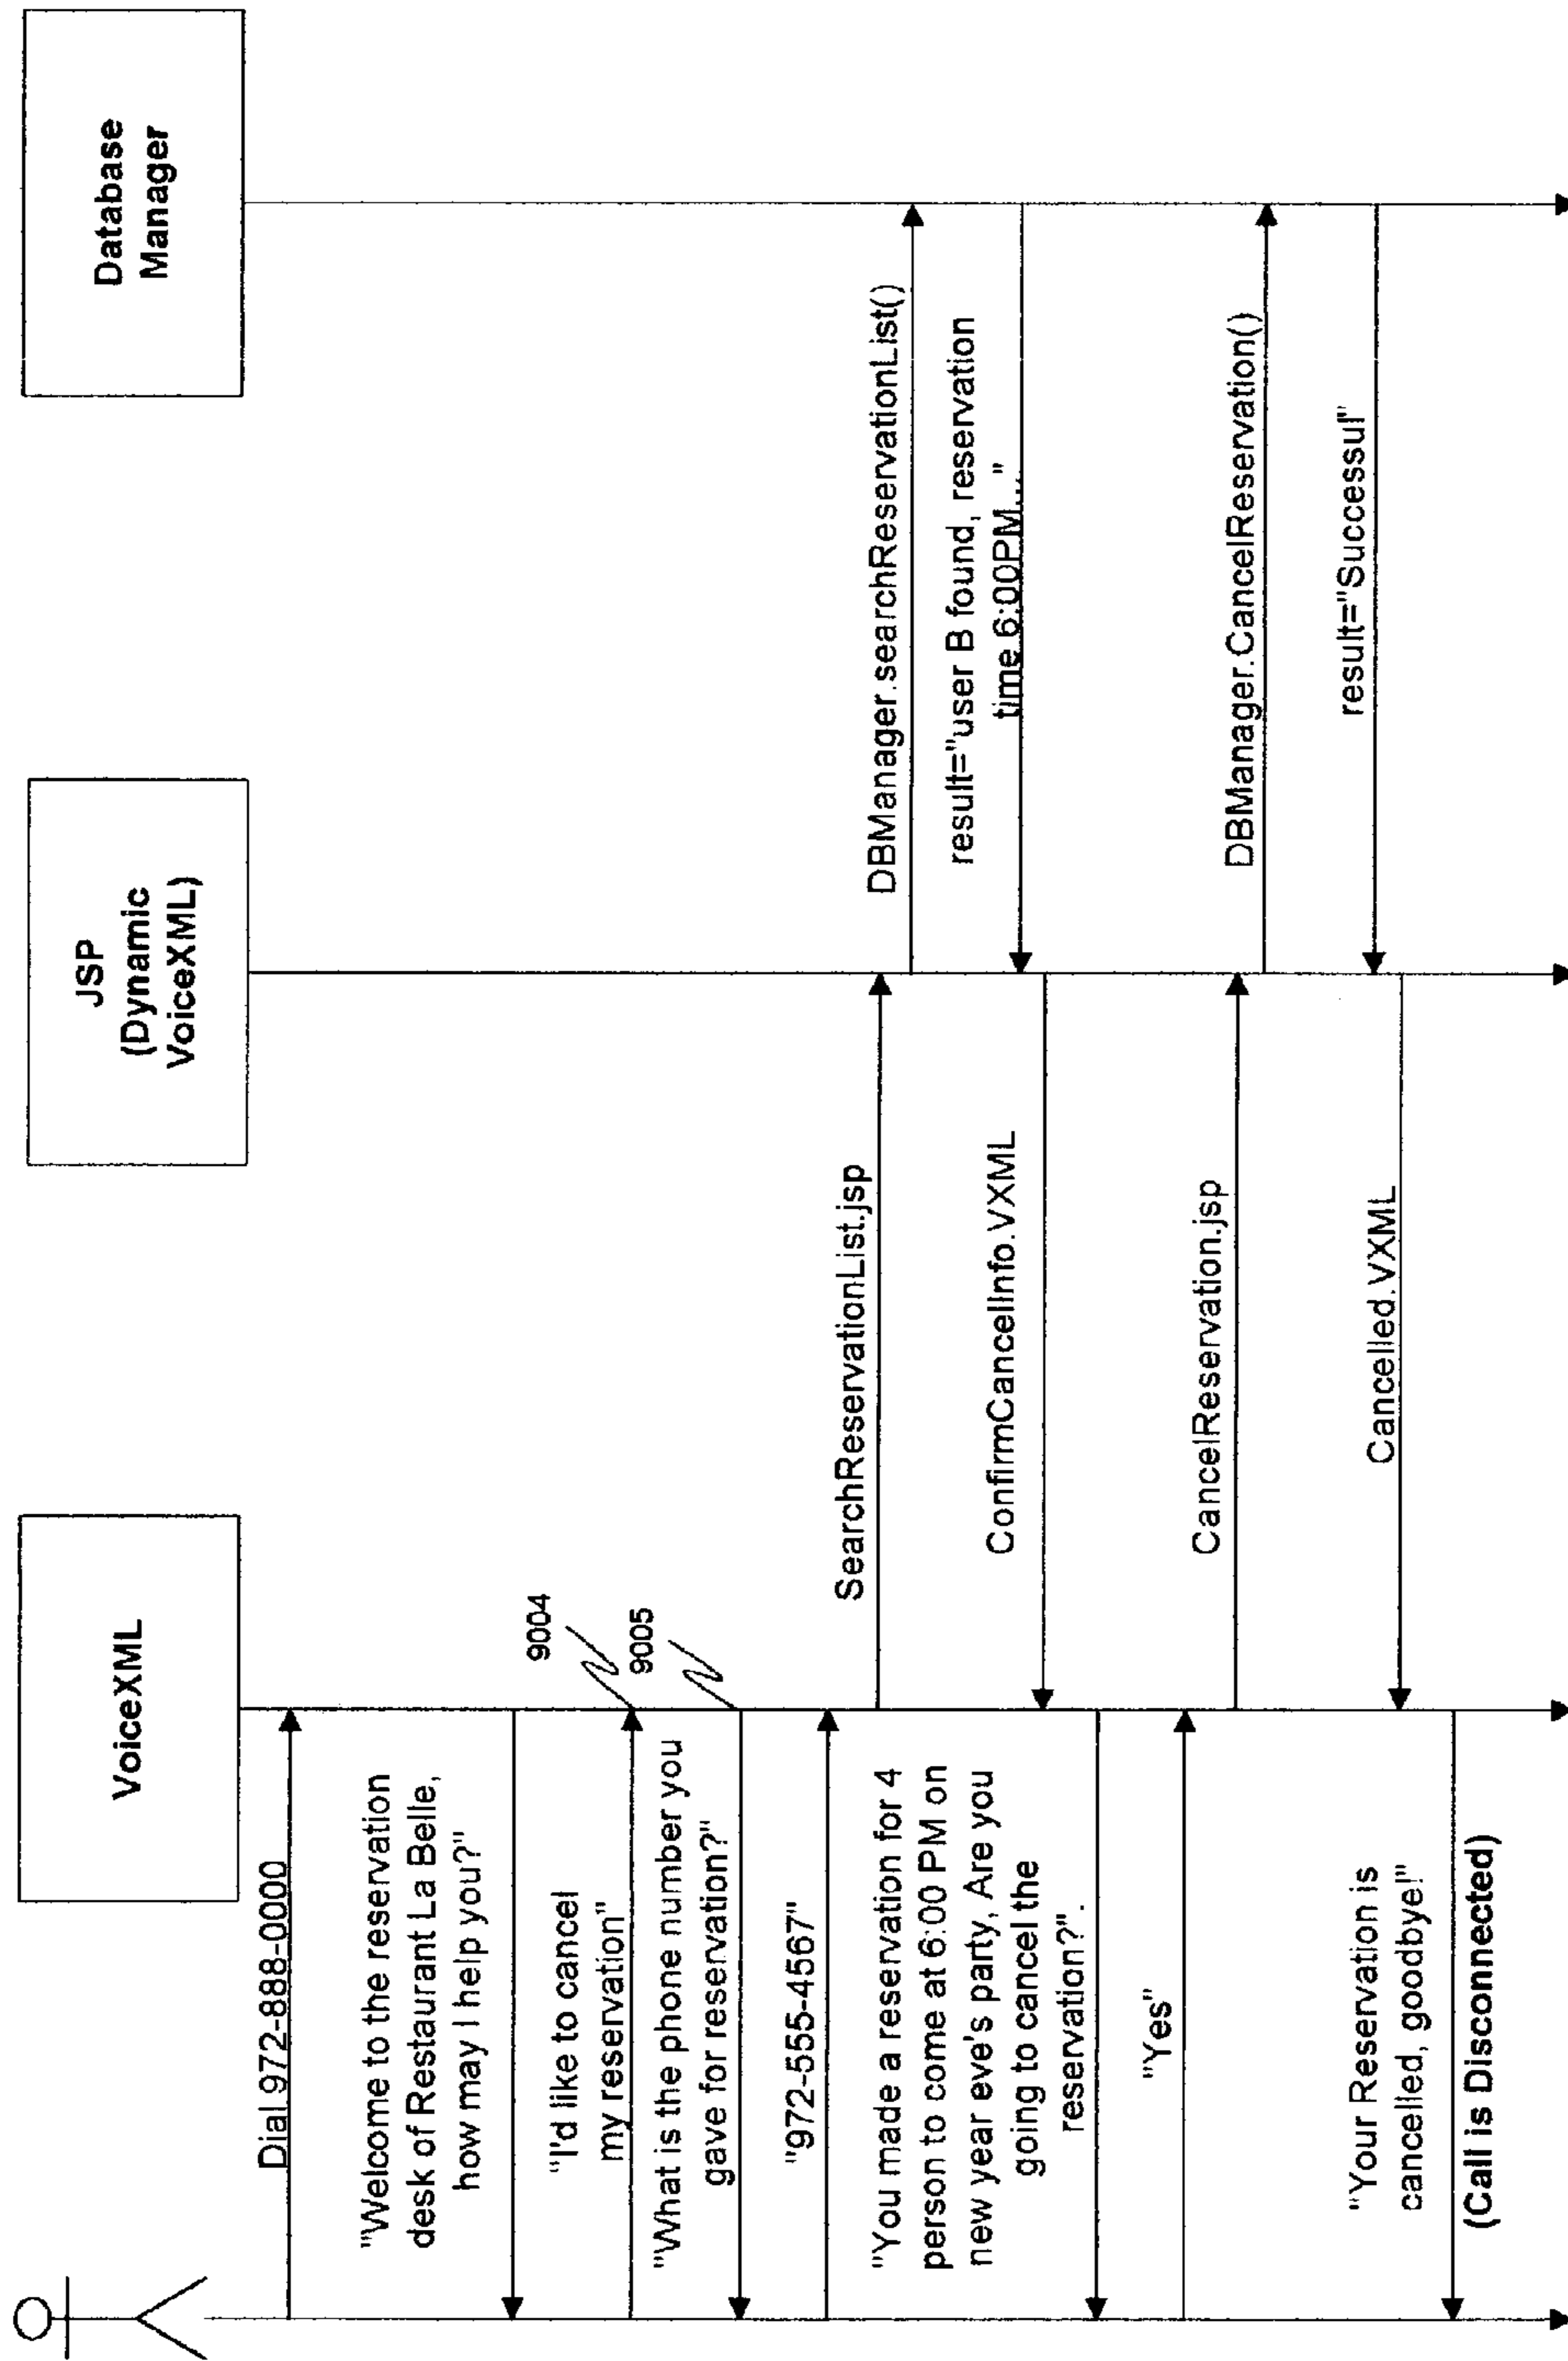 VoiceXML
JSP
(Dynamic
VoiceXML)
Database
Manager
Dial 972-888-0000
"Welcome to the reservation
desk of Restaurant La Belle,
how may I help you?"
"I'd like to cancel
my reservation"
9004
"What is the phone number you
gave for reservation?"
9005
"972-555-4567"
SearchReservationList.jsp
DBManager.searchReservationList()
result="user B found, reservation
time 6:00PM..."
ConfirmCancelInfo.VXML
"You made a reservation for 4
person to come at 6:00 PM on
new year eve's party, Are you
going to cancel the
reservation?".
"Yes"
CancelReservation.jsp
DBManager.CancelReservation()
result="Successul"
Cancelled.VXML
"Your Reservation is
cancelled, goodbye!"
(Call is Disconnected)